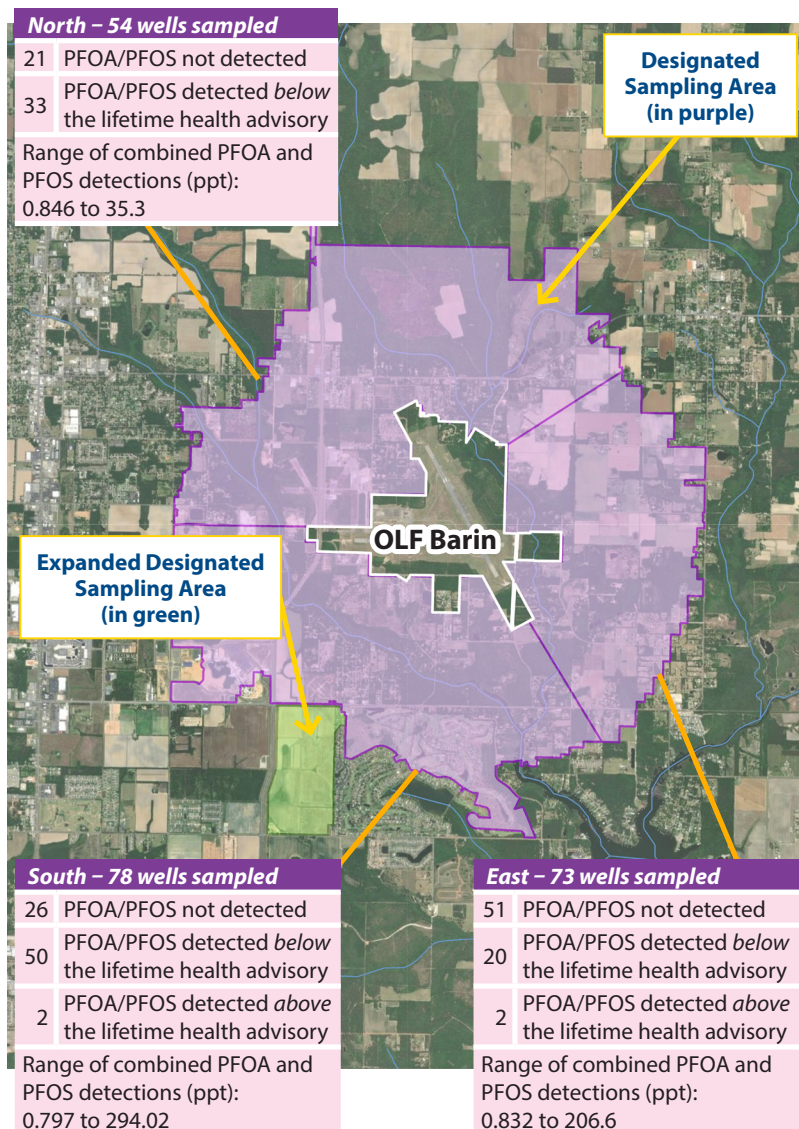 North – 54 wells sampled
21 PFOA/PFOS not detected
33 PFOA/PFOS detected below
the lifetime health advisory
Range of combined PFOA and
PFOS detections (ppt):
0.846 to 35.3
Designated
Sampling Area
(in purple)
OLF Barin
Expanded Designated
Sampling Area
(in green)
South – 78 wells sampled
26 PFOA/PFOS not detected
50 PFOA/PFOS detected below
the lifetime health advisory
2 PFOA/PFOS detected above
the lifetime health advisory
Range of combined PFOA and
PFOS detections (ppt):
0.797 to 294.02
East – 73 wells sampled
51 PFOA/PFOS not detected
20 PFOA/PFOS detected below
the lifetime health advisory
2 PFOA/PFOS detected above
the lifetime health advisory
Range of combined PFOA and
PFOS detections (ppt):
0.832 to 206.6